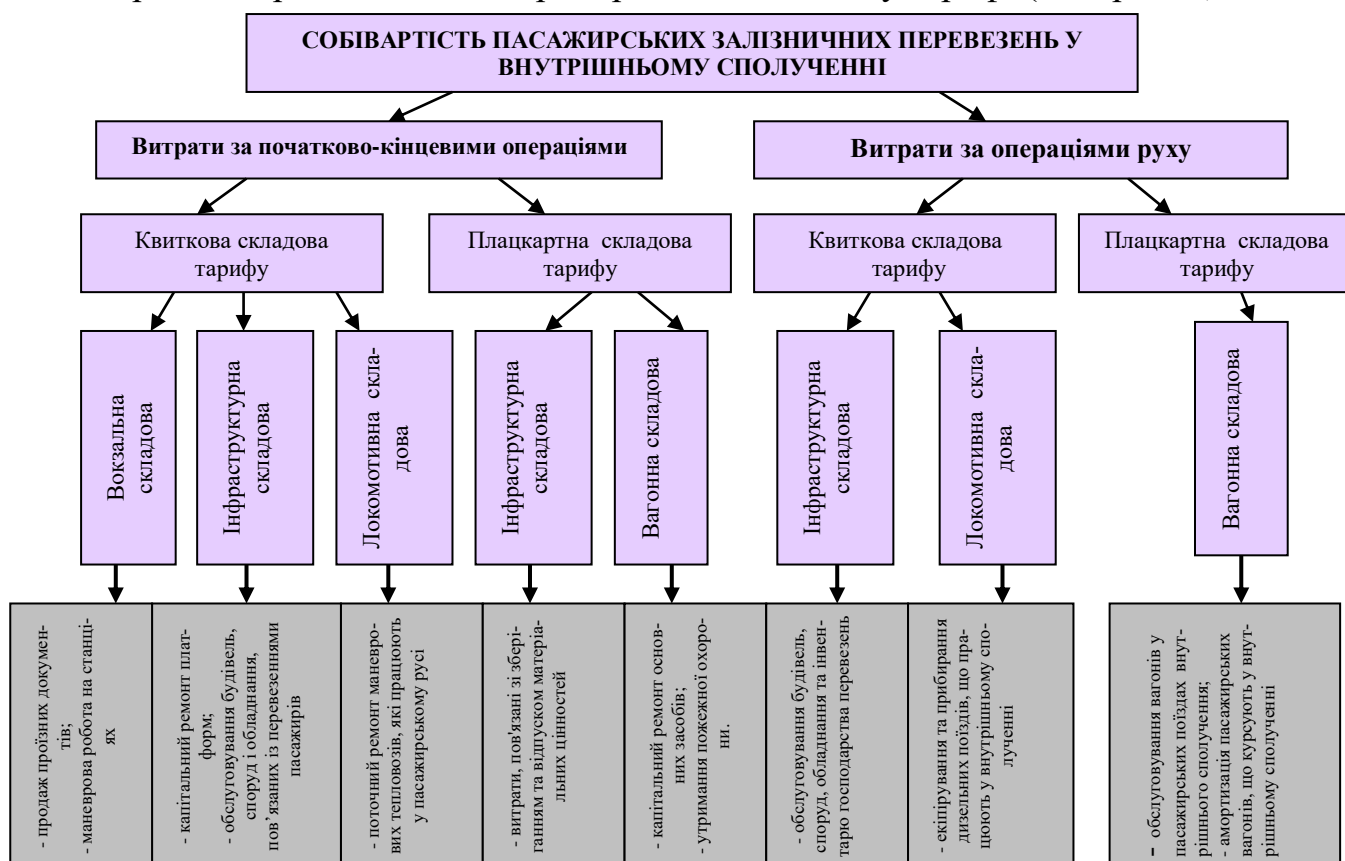 СОБІВАРТІСТЬ ПАСАЖИРСЬКИХ ЗАЛІЗНИЧНИХ ПЕРЕВЕЗЕНЬ У
ВНУТРІШНЬОМУ СПОЛУЧЕННІ
Витрати за початково-кінцевими операціями
Витрати за операціями руху
Квиткова складова
тарифу
Плацкартна складова
тарифу
Квиткова складова
тарифу
Плацкартна складова
тарифу
Вокзальна
складова
Інфраструктурна
складова
Локомотивна скла-
дова
Інфраструктурна
складова
Вагонна складова
Інфраструктурна
складова
Локомотивна скла-
дова
Вагонна складова
- продаж проїзних докумен-
тів;
- маневрова робота на станці-
ях
- капітальний ремонт плат-
форм;
- обслуговування будівель,
споруд і обладнання,
пов’язаних із перевезеннями
пасажирів
- поточний ремонт маневро-
вих тепловозів, які працюють
у пасажирському русі
- витрати, пов'язані зі збері-
ганням та відпуском матеріа-
льних цінностей
- капітальний ремонт основ-
них засобів;
- утримання пожежної охоро-
ни.
- обслуговування будівель,
споруд, обладнання та інвен-
тарю господарства перевезень
- екіпірування та прибирання
дизельних поїздів, що пра-
цюють у внутрішньому спо-
лученні
- обслуговування вагонів у
пасажирських поїздах внут-
рішнього сполучення;
- амортизація пасажирських
вагонів, що курсують у внут-
рішньому сполученні